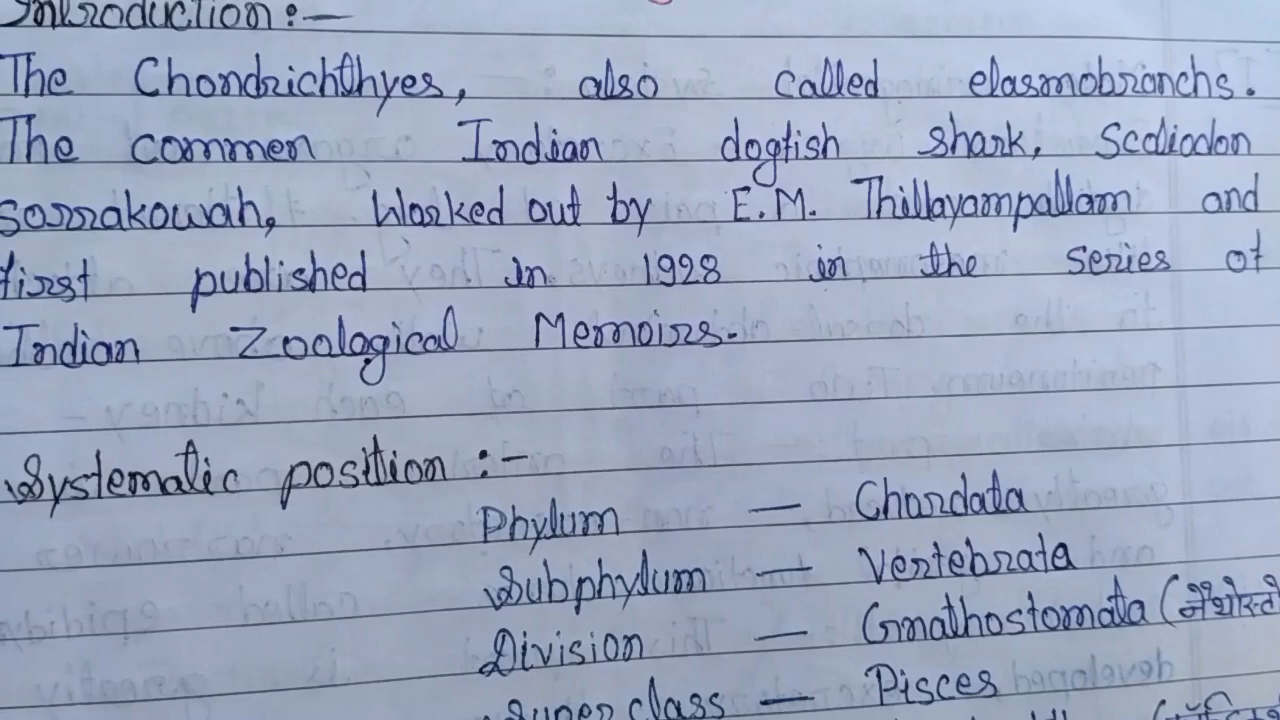 Introduction :—
The Chondrichthyes, also called elasmobranchs.
The commen Indian dogfish shark, Scoliodon
sorrakowah, Worked out by E.M. Thillayampallam and
first published in 1928 in the series of
Indian Zoological Memoirs.
Systematic position :-
Phylum — Chordata
Subphylum — Vertebrata
Division — Gnathostomata (नैथोस्टो
Super class — Pisces